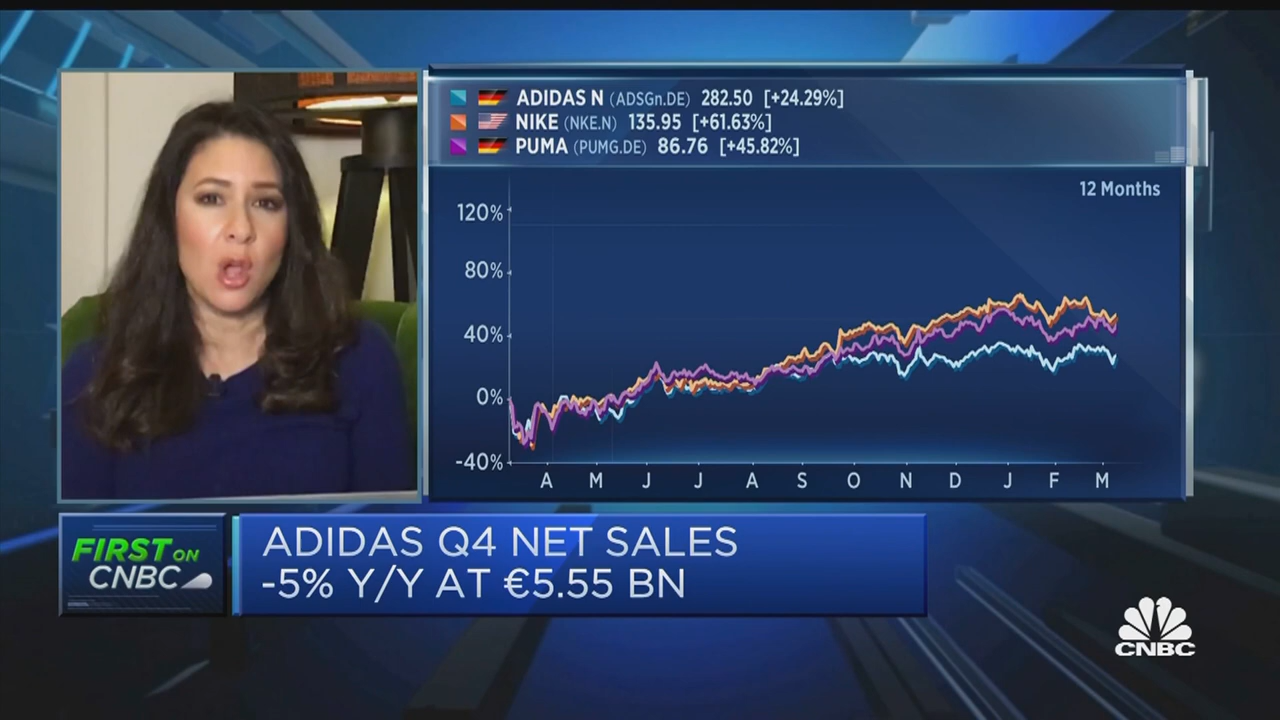 ADIDAS N (ADSGn.DE) 282.50 [+24.29%]
NIKE (NKE.N) 135.95 [+61.63%]
PUMA (PUMG.DE) 86.76 [+45.82%]
12 Months
120%
80%
40%
0%
-40%
A M J J A S O N D J F M
FIRST ON
CNBC
ADIDAS Q4 NET SALES
-5% Y/Y AT €5.55 BN
CNBC